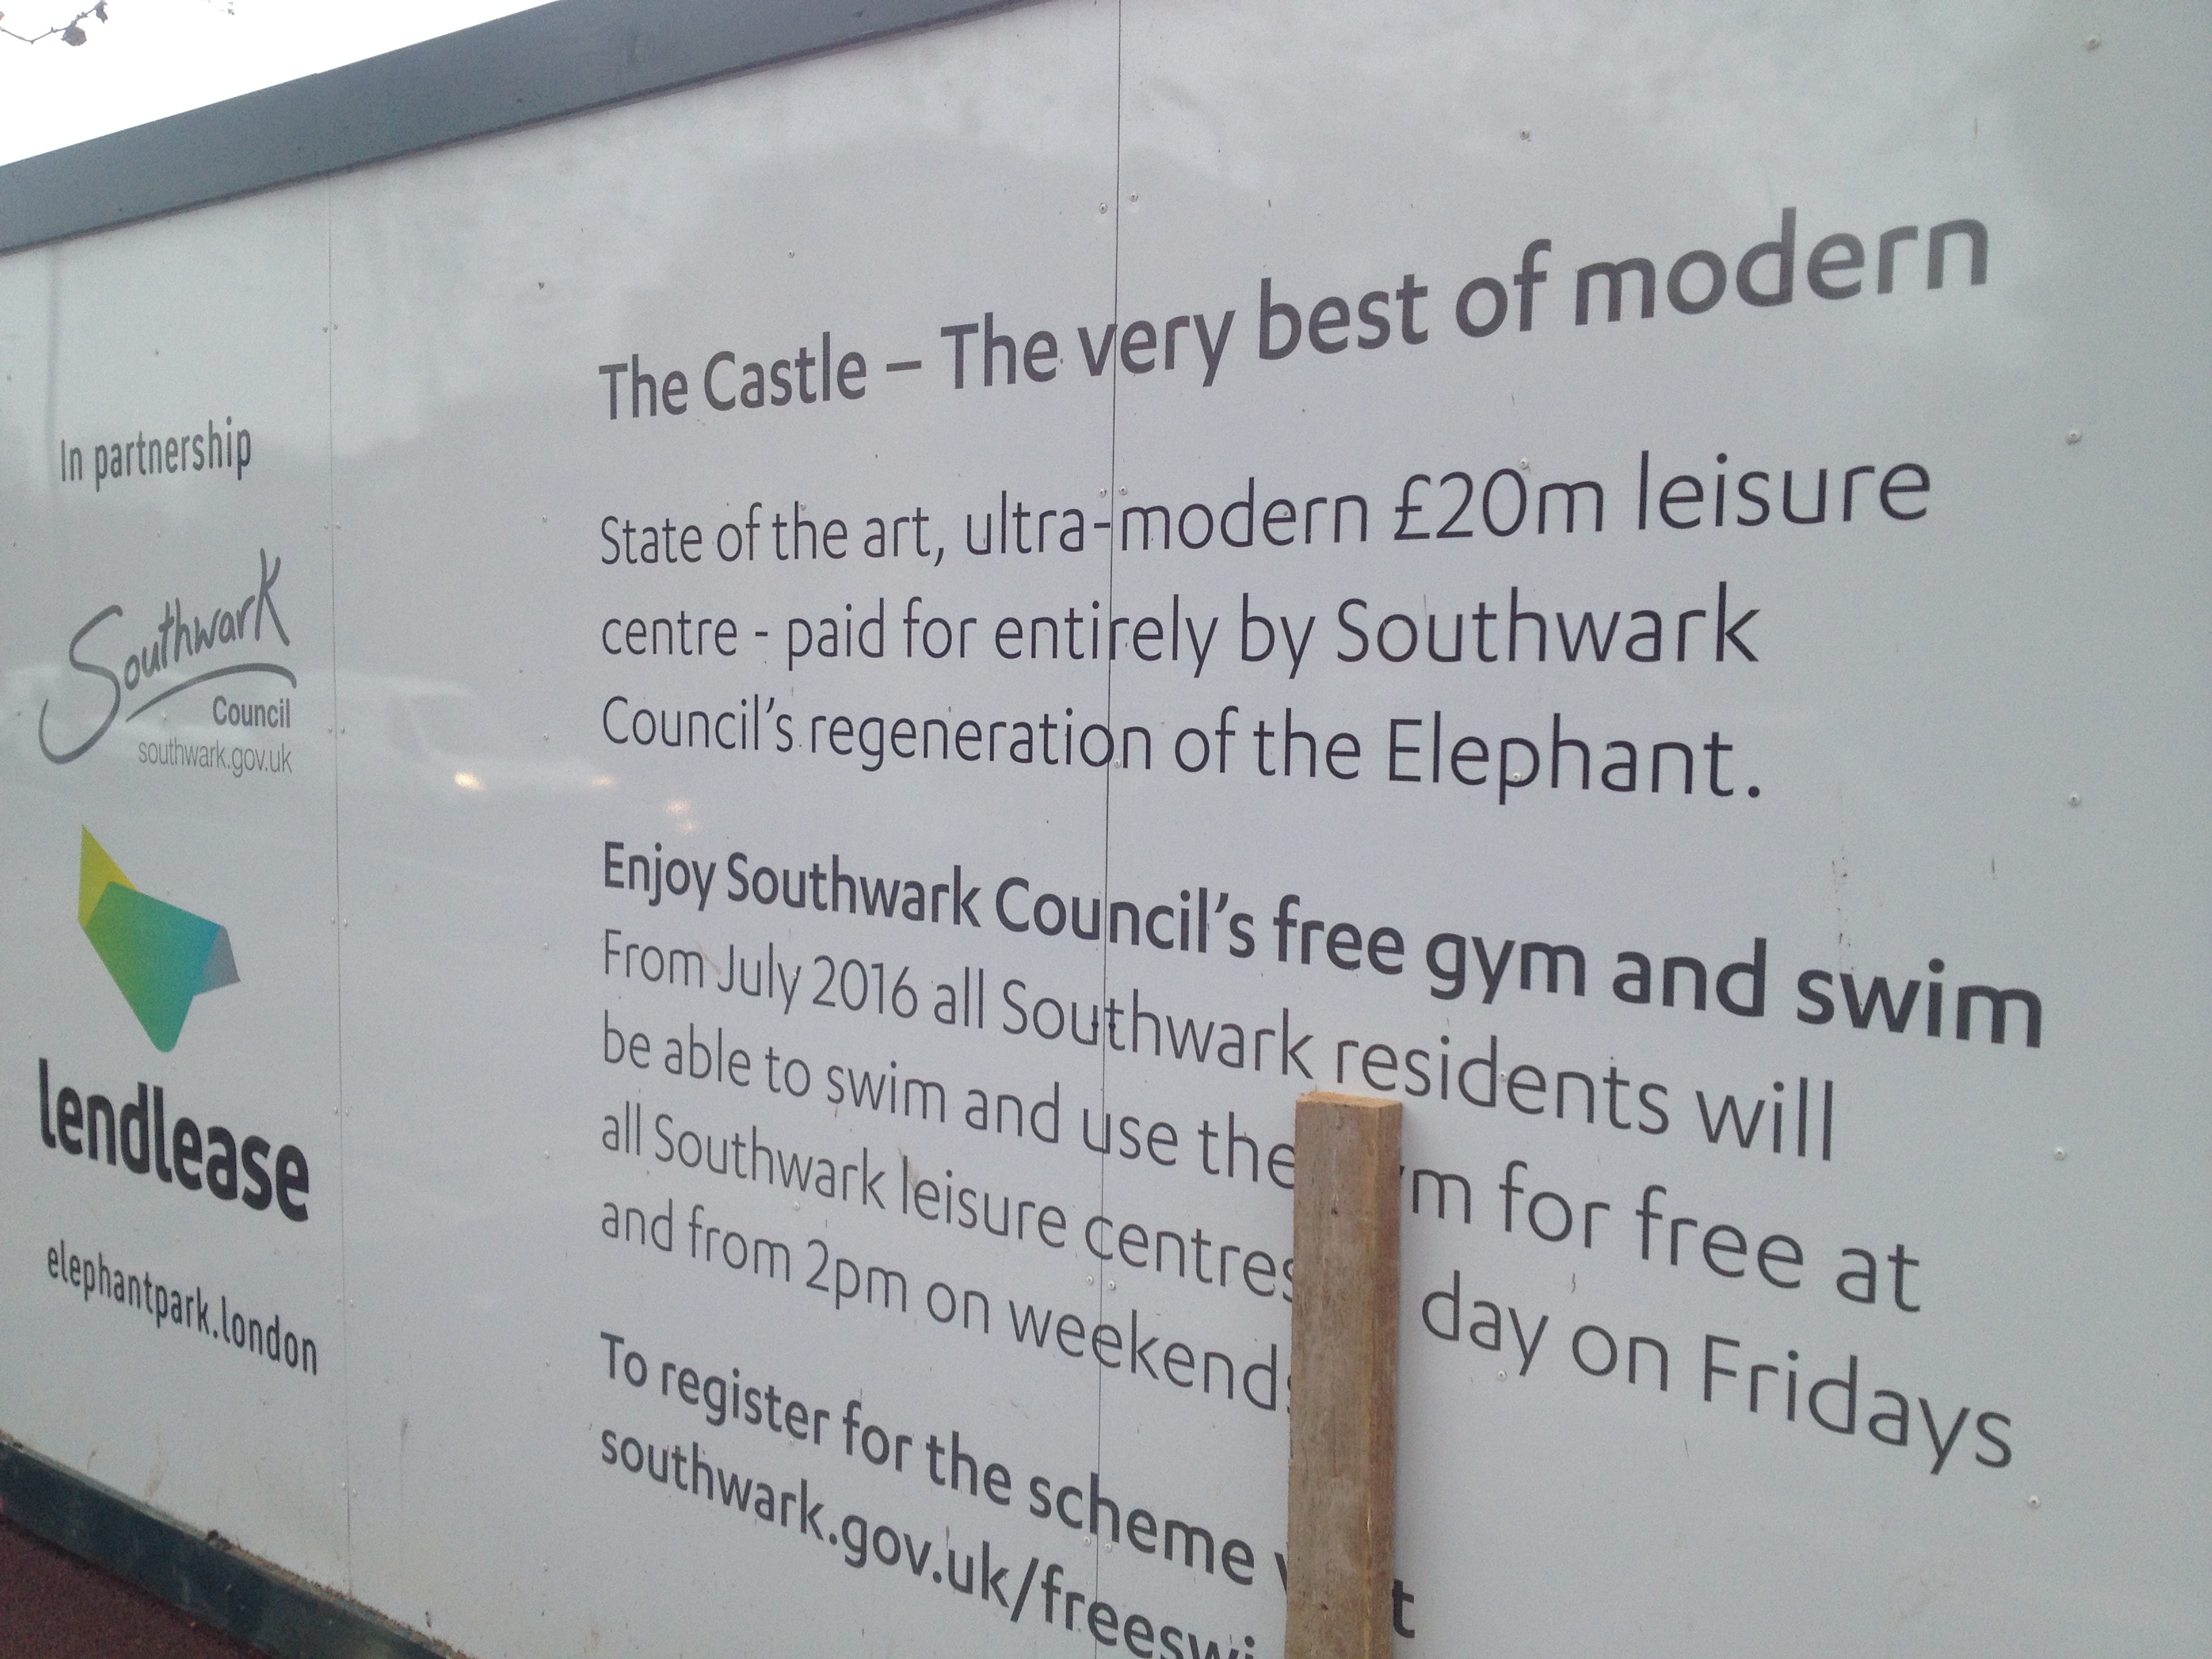 In partnership
Southwark
Council
southwark.gov.uk
lendlease
elephantpark.london
The Castle – The very best of modern
State of the art, ultra-modern £20m leisure
centre - paid for entirely by Southwark
Council's regeneration of the Elephant.
Enjoy Southwark Council's free gym and swim
From July 2016 all Southwark residents will
be able to swim and use the for free at
all Southwark leisure centres day on Fridays
and from 2pm on weekends
To register for the scheme